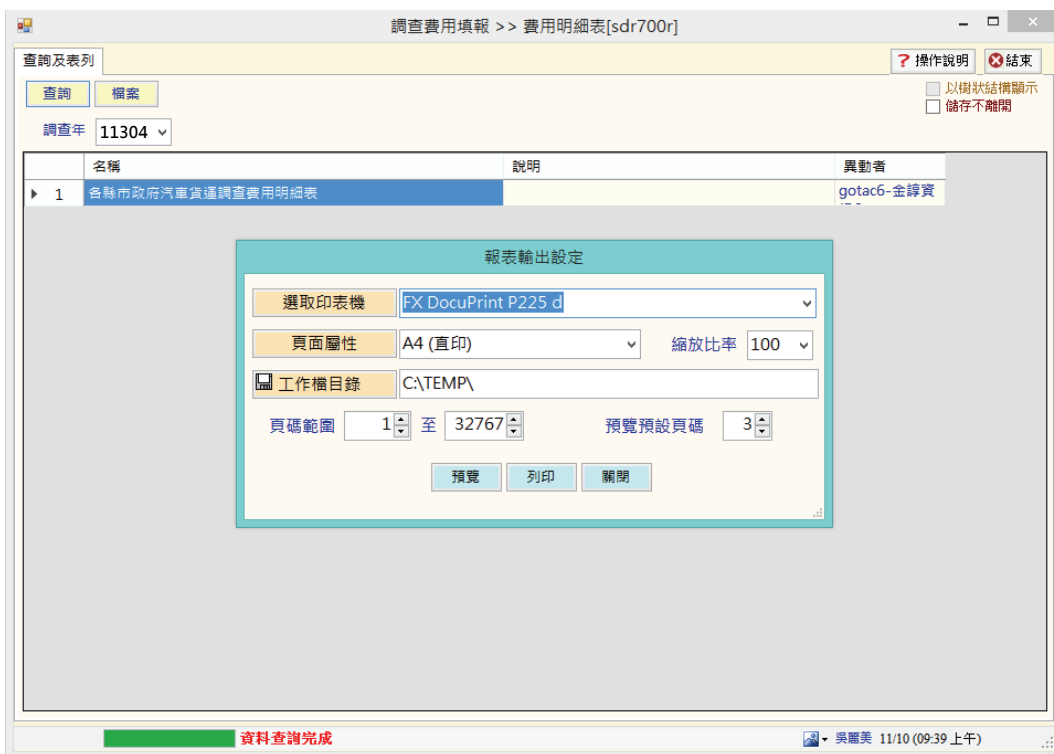 調查費用填報 >> 費用明細表[sdr700r]
查詢及表列
? 操作說明 結束
查詢 檔案
以樹狀結構顯示
儲存不離開
調查年 11304
名稱 說明 異動者
1 各縣市政府汽車貨運調查費用明細表 gotac6-金諄資
報表輸出設定
選取印表機 FX DocuPrint P225 d
頁面屬性 A4 (直印) 縮放比率 100
工作檔目錄 C:\TEMP\
頁碼範圍 1 至 32767 預覽預設頁碼 3
預覽 列印 關閉
資料查詢完成 吳麗美 11/10 (09:39 上午)